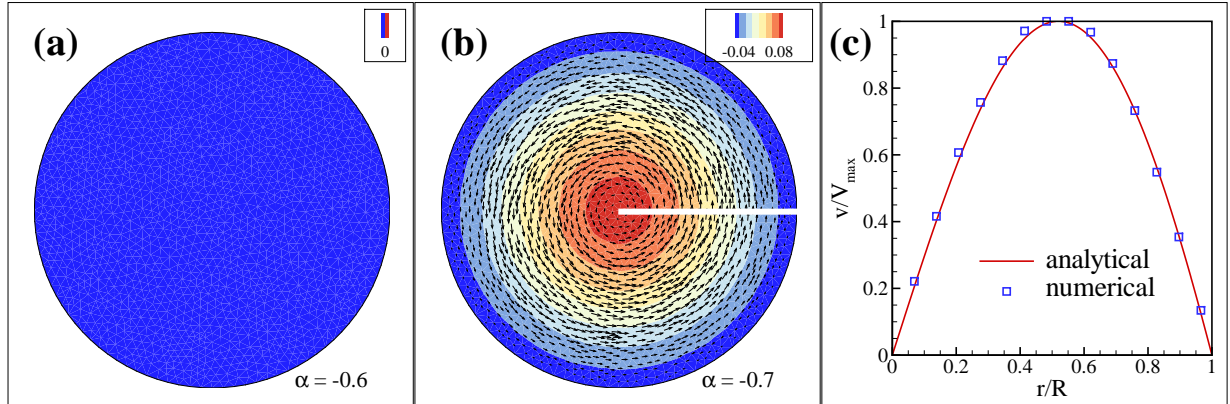 (a)
0
α = -0.6
(b)
-0.04 0.08
α = -0.7
(c)
v/Vmax
1
0.8
0.6
0.4
0.2
0
analytical
numerical
0 0.2 0.4 0.6 0.8 1
r/R